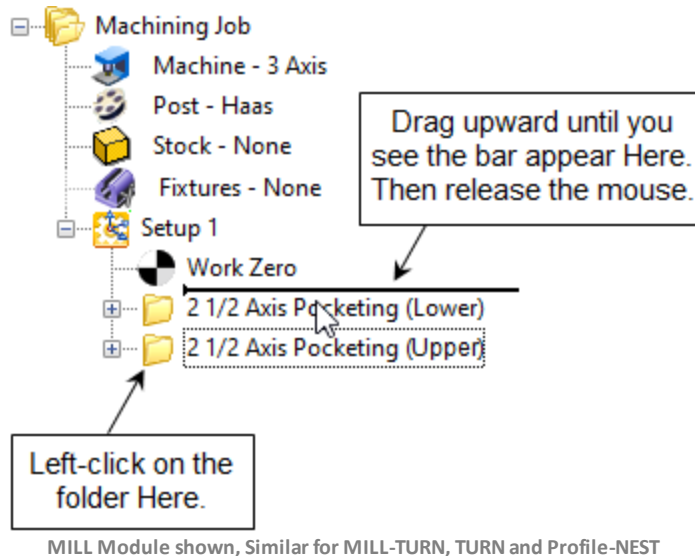 Machining Job
Machine - 3 Axis
Post - Haas
Stock - None
Fixtures - None
Setup 1
Work Zero
2 1/2 Axis Pocketing (Lower)
2 1/2 Axis Pocketing (Upper)
Drag upward until you
see the bar appear Here.
Then release the mouse.
Left-click on the
folder Here.
MILL Module shown, Similar for MILL-TURN, TURN and Profile-NEST